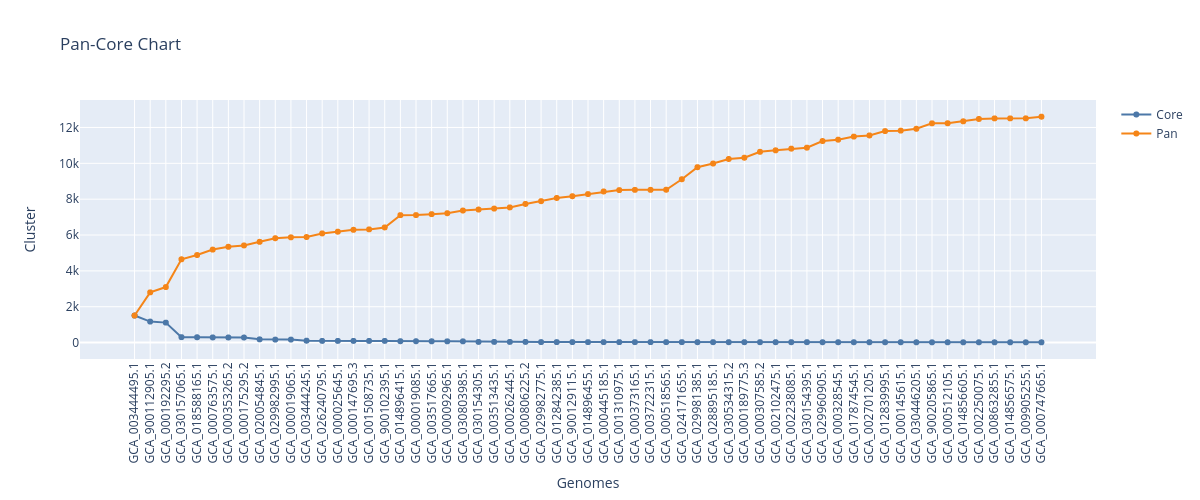 Pan-Core Chart
Core
Pan
12k
10k
8k
6k
4k
2k
0
Cluster
GCA_003444495.1
GCA_900112905.1
GCA_000192295.2
GCA_030157065.1
GCA_018588165.1
GCA_000763575.1
GCA_000353265.2
GCA_000175295.2
GCA_020054845.1
GCA_029982995.1
GCA_000019065.1
GCA_003444245.1
GCA_026240795.1
GCA_000025645.1
GCA_000147695.3
GCA_001508735.1
GCA_900102395.1
GCA_014896415.1
GCA_000019085.1
GCA_003517665.1
GCA_000092965.1
GCA_030803985.1
GCA_030154305.1
GCA_003513435.1
GCA_000262445.1
GCA_000806225.2
GCA_029982775.1
GCA_012842385.1
GCA_900129115.1
GCA_014896455.1
GCA_000445185.1
GCA_001310975.1
GCA_000373165.1
GCA_003722315.1
GCA_000518565.1
GCA_024171655.1
GCA_029981385.1
GCA_028895185.1
GCA_030534315.2
GCA_000189775.3
GCA_000307585.2
GCA_002102475.1
GCA_002238085.1
GCA_030154395.1
GCA_029960905.1
GCA_000328545.1
GCA_017874545.1
GCA_022701205.1
GCA_012839995.1
GCA_000145615.1
GCA_030446205.1
GCA_900205865.1
GCA_000512105.1
GCA_014856605.1
GCA_002250075.1
GCA_008632855.1
GCA_014856575.1
GCA_009905255.1
GCA_000747665.1
Genomes